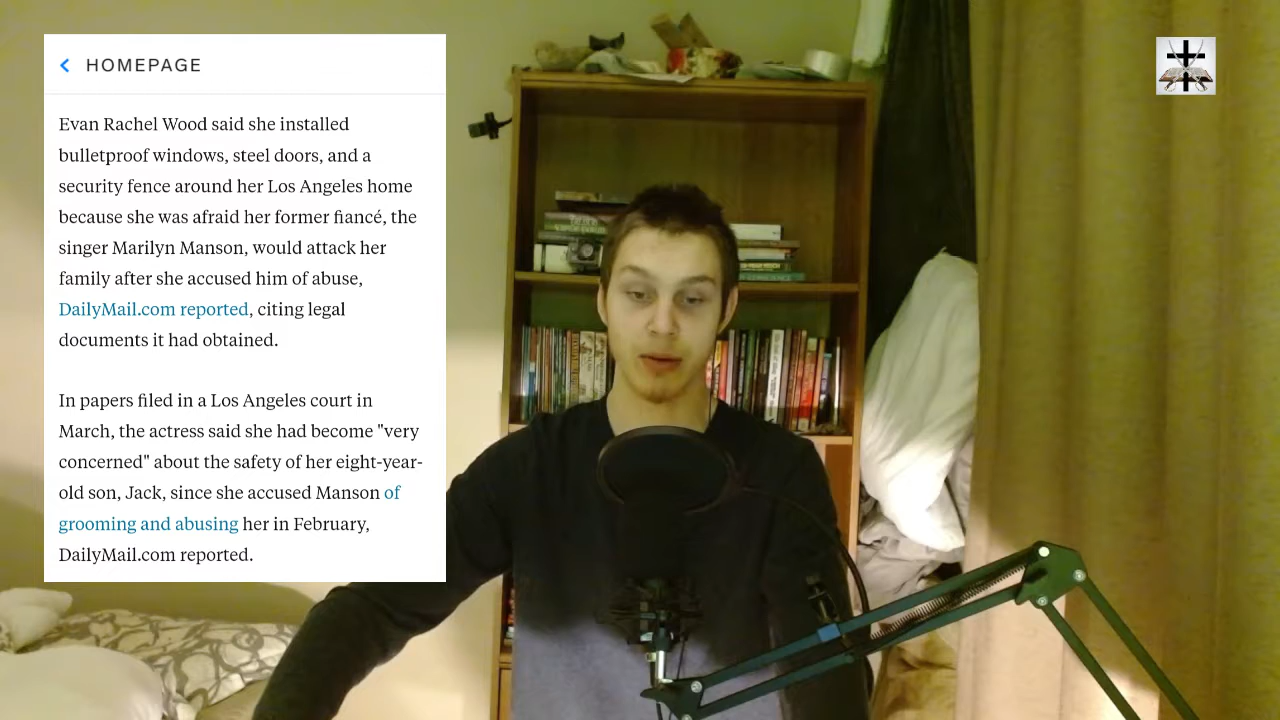 HOMEPAGE
Evan Rachel Wood said she installed
bulletproof windows, steel doors, and a
security fence around her Los Angeles home
because she was afraid her former fiancé, the
singer Marilyn Manson, would attack her
family after she accused him of abuse,
DailyMail.com reported, citing legal
documents it had obtained.
In papers filed in a Los Angeles court in
March, the actress said she had become "very
concerned" about the safety of her eight-year-
old son, Jack, since she accused Manson of
grooming and abusing her in February,
DailyMail.com reported.